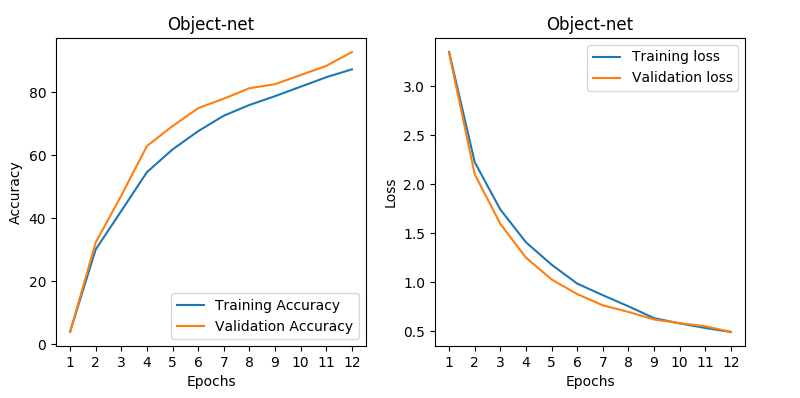 Object-net
Accuracy
80
60
40
20
0
1 2 3 4 5 6 7 8 9 10 11 12
Epochs
Training Accuracy
Validation Accuracy
Object-net
Loss
3.0
2.5
2.0
1.5
1.0
0.5
1 2 3 4 5 6 7 8 9 10 11 12
Epochs
Training loss
Validation loss